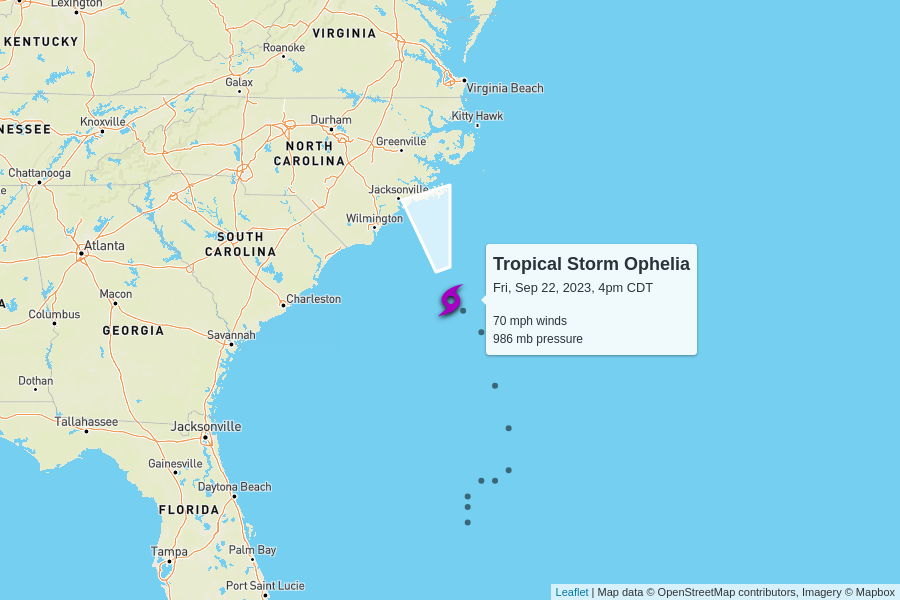 Lexington
KENTUCKY
VIRGINIA
Roanoke
Galax
Virginia Beach
Kitty Hawk
Durham
Knoxville
NESSEE
Greenville
NORTH
CAROLINA
Chattanooga
Jacksonville
le
Wilmington
SOUTH
CAROLINA
Atlanta
Tropical Storm Ophelia
Fri, Sep 22, 2023, 4pm CDT
70 mph winds
986 mb pressure
Macon
Charleston
A
Columbus
GEORGIA
Savannah
Dothan
Tallahassee
Jacksonville
Gainesville
Daytona Beach
FLORIDA
Tampa
Palm Bay
Port Saint Lucie
Leaflet | Map data © OpenStreetMap contributors, Imagery © Mapbox